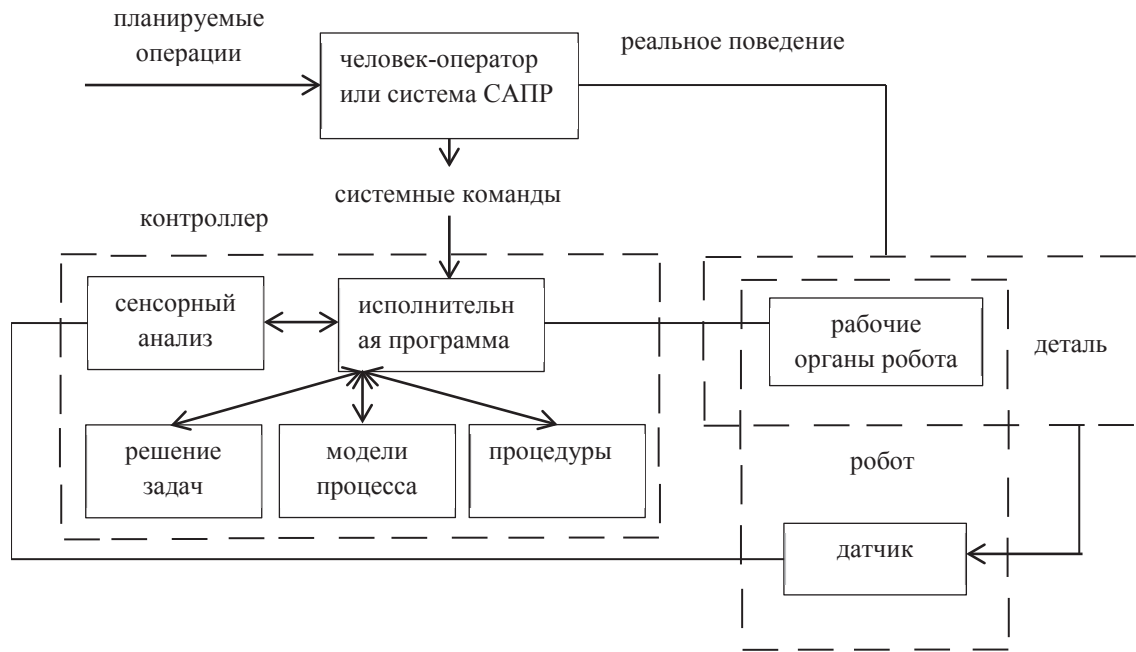 планируемые
операции
человек-оператор
или система САПР
реальное поведение
системные команды
контроллер
сенсорный
анализ
исполнительн
ая программа
рабочие
органы робота
деталь
решение
задач
модели
процесса
процедуры
робот
датчик